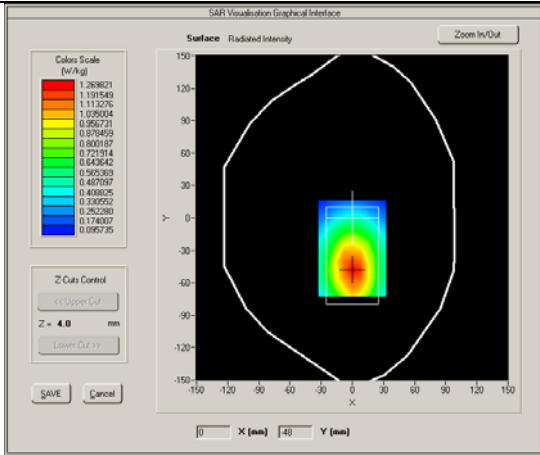 SAR Visualisation Graphical Interface
Surface Radiated Intensity
Zoom In/Out
Colors Scale
(W/kg)
1.269821
1.191549
1.113276
1.035004
0.956731
0.878459
0.800187
0.721914
0.643642
0.565369
0.487097
0.408825
0.330552
0.252280
0.174007
0.095735
Z-Cuts Control
<< Upper Cut
Z = 4.0 mm
Lower Cut >>
SAVE Cancel
150
120
90
60
30
0
-30
-60
-90
-120
-150
Y
-150 -120 -90 -60 -30 0 30 60 90 120 150
X
0 X (mm) -48 Y (mm)